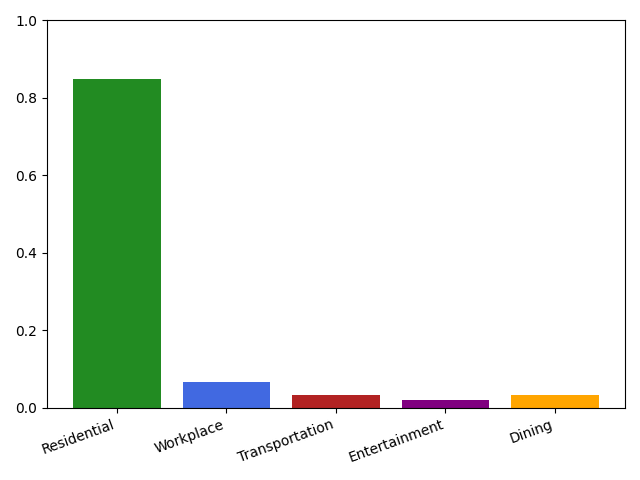 1.0
0.8
0.6
0.4
0.2
0.0
Residential
Workplace
Transportation
Entertainment
Dining